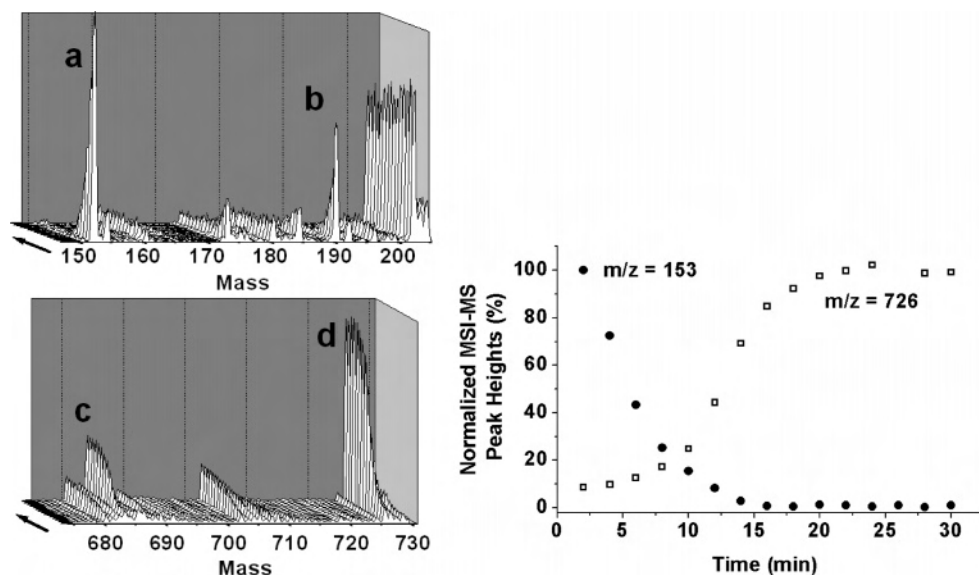 a
b
150 160 170 180 190 200
Mass
c
d
680 690 700 710 720 730
Mass
Normalized MSI-MS
Peak Heights (%)
100
80
60
40
20
0
m/z = 153
m/z = 726
5 10 15 20 25 30
Time (min)